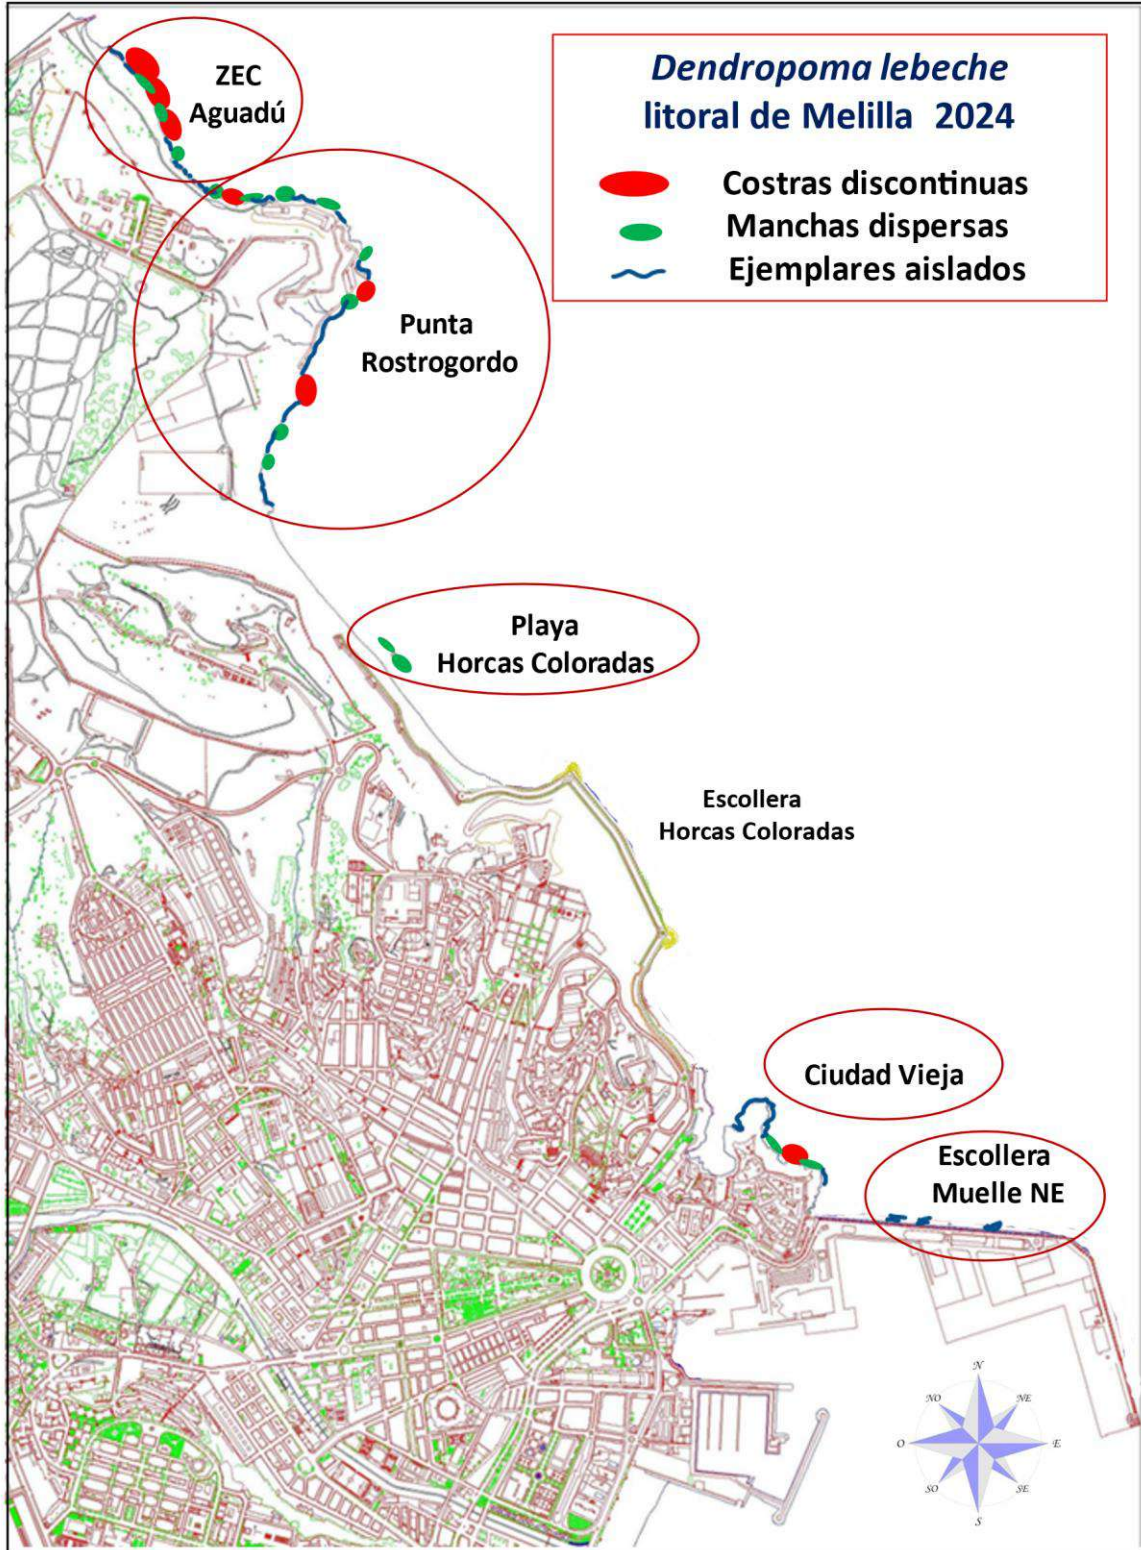 ZEC
Aguadú
Dendropoma lebeche
litoral de Melilla 2024
Costras discontinuas
Manchas dispersas
Ejemplares aislados
Punta
Rostrogordo
Playa
Horcas Coloradas
Escollera
Horcas Coloradas
Ciudad Vieja
Escollera
Muelle NE
N
NO
NE
O
E
SO
SE
S